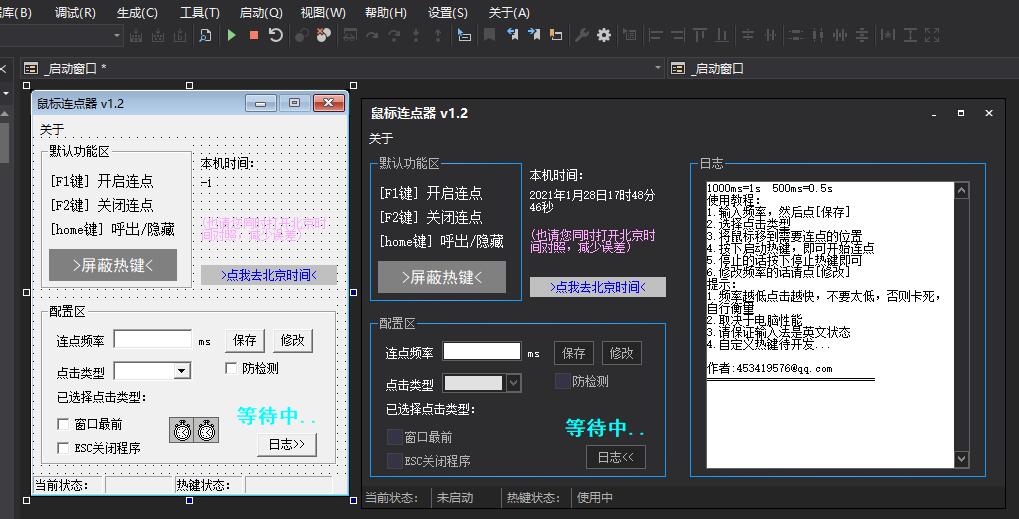 库(B) 调试(R) 生成(C) 工具(T) 启动(Q) 视图(W) 帮助(H) 设置(S) 关于(A)
_启动窗口 *
_启动窗口
鼠标连点器 v1.2
关于
默认功能区
[F1键] 开启连点
[F2键] 关闭连点
[home键] 呼出/隐藏
>屏蔽热键<
本机时间:
-i
(也请您同时打开北京时
间对照，减少误差
>点我去北京时间<
配置区
连点频率 ms 保存 修改
点击类型 防检测
已选择点击类型:
窗口最前
等待中..
ESC关闭程序 日志>>
当前状态: 热键状态:
鼠标连点器 v1.2
关于
默认功能区
[F1键] 开启连点
[F2键] 关闭连点
[home键] 呼出/隐藏
>屏蔽热键<
本机时间:
2021年1月28日17时48分
46秒
(也请您同时打开北京时
间对照，减少误差)
>点我去北京时间<
配置区
连点频率 ms 保存 修改
点击类型 防检测
已选择点击类型:
等待中..
窗口最前
ESC关闭程序 日志<<
当前状态: 未启动 热键状态: 使用中
日志
1000ms=1s 500ms=0.5s
使用教程:
1.输入频率，然后点[保存]
2.选择点击类型
3.将鼠标移到需要连点的位置
4.按下启动热键，即可开始连点
5.停止的话按下停止热键即可
6.修改频率的话请点[修改]
提示:
1.频率越低点击越快，不要太低，否则卡死，
自行衡量
2.取决于电脑性能
3.请保证输入法是英文状态
4.自定义热键待开发...
作者:453419576@qq.com